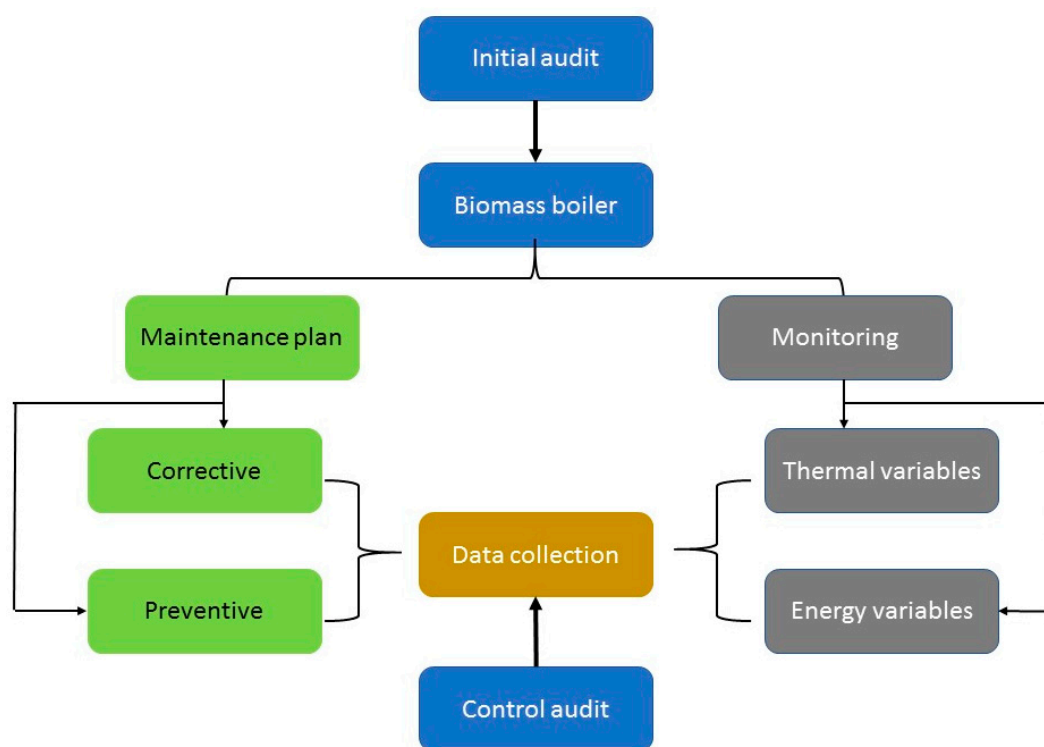 Initial audit
Biomass boiler
Maintenance plan
Monitoring
Corrective
Thermal variables
Data collection
Preventive
Energy variables
Control audit